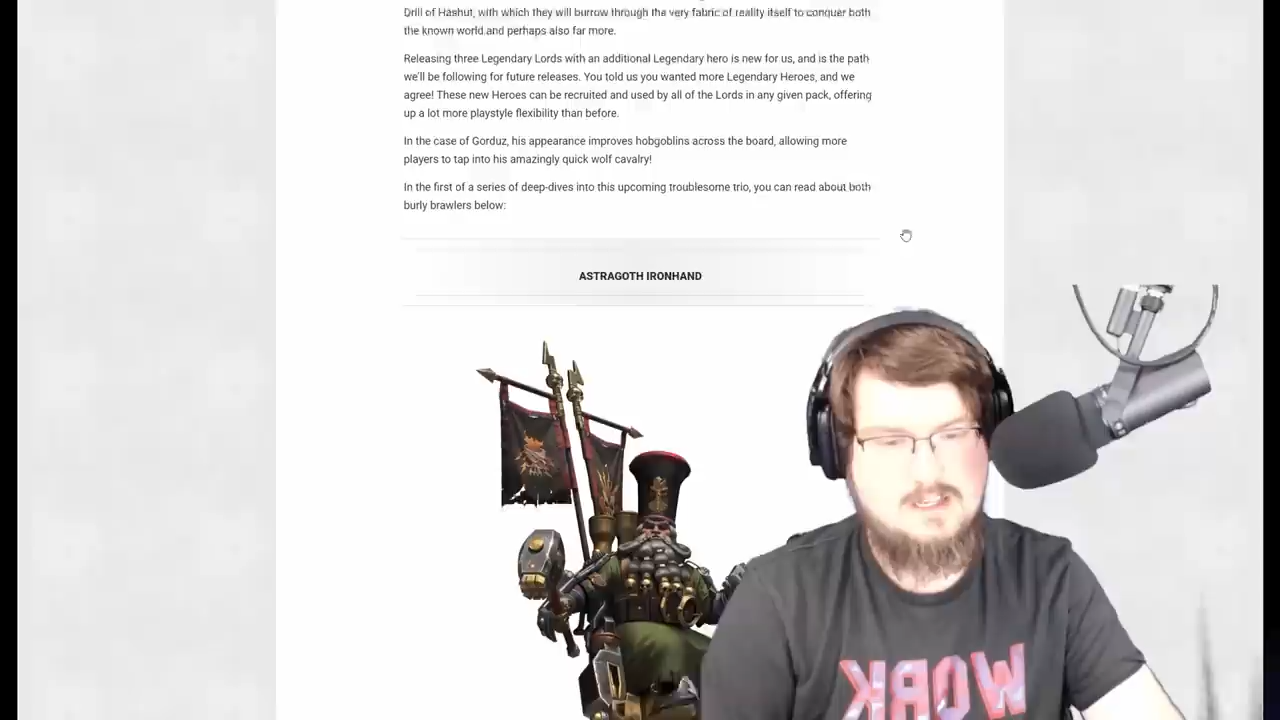 Drill of Hashut, with which they will burrow through the very fabric of reality itself to conquer both
the known world and perhaps also far more.
Releasing three Legendary Lords with an additional Legendary hero is new for us, and is the path
we'll be following for future releases. You told us you wanted more Legendary Heroes, and we
agree! These new Heroes can be recruited and used by all of the Lords in any given pack, offering
up a lot more playstyle flexibility than before.
In the case of Gorduz, his appearance improves hobgoblins across the board, allowing more
players to tap into his amazingly quick wolf cavalry!
In the first of a series of deep-dives into this upcoming troublesome trio, you can read about both
burly brawlers below:
ASTRAGOTH IRONHAND
WORK